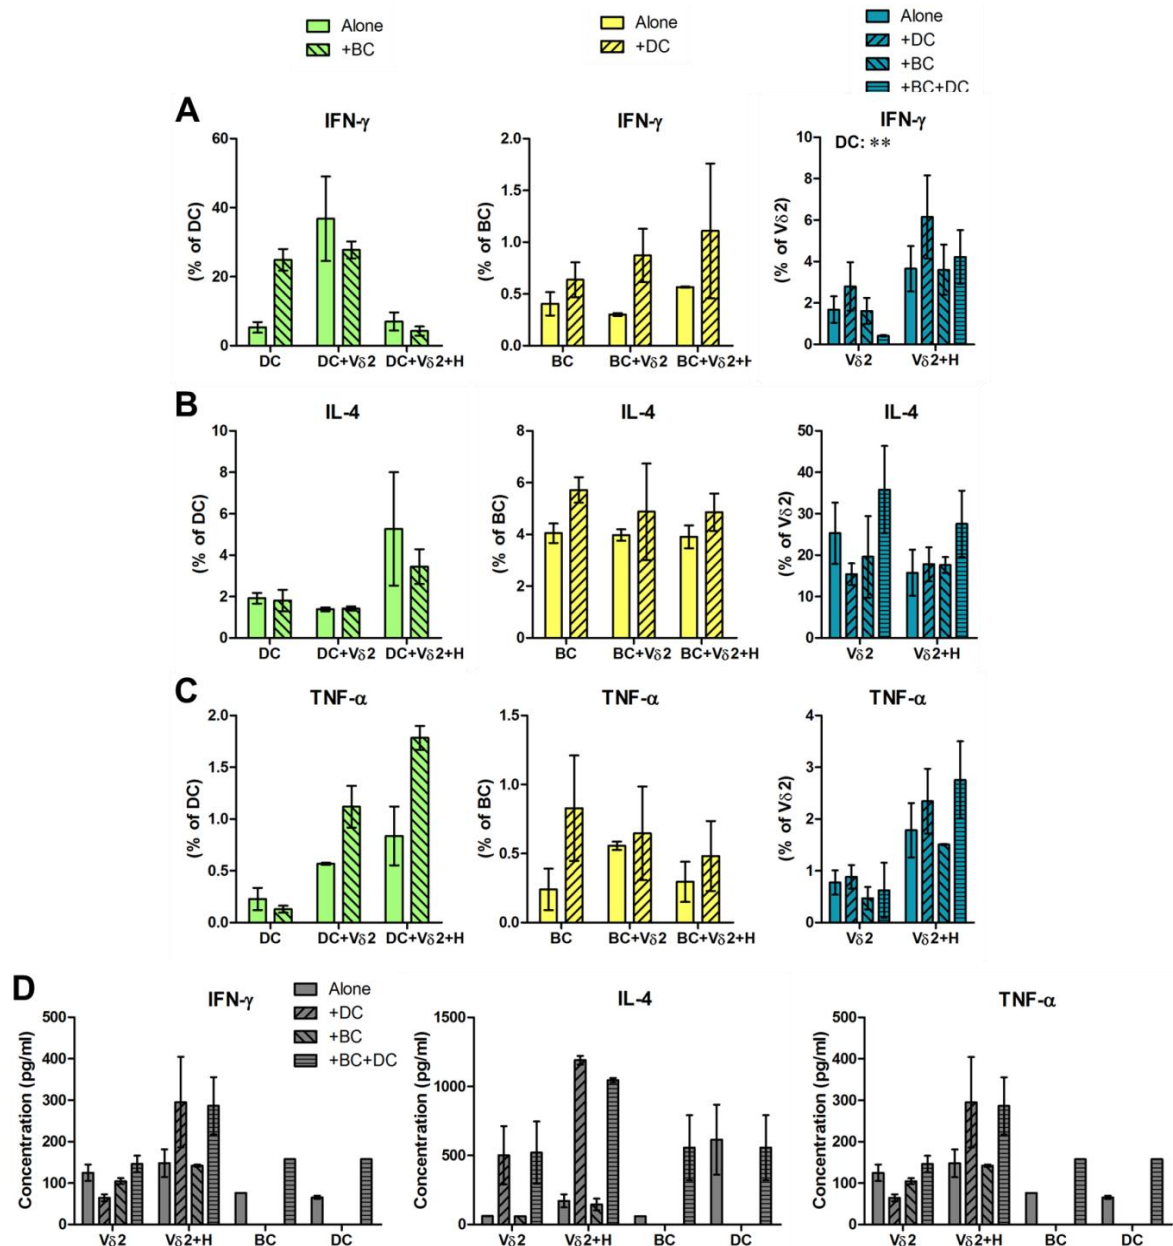 Alone
+BC
Alone
+DC
Alone
+DC
+BC
+BC+DC
A
IFN-γ
(% of DC)
60
40
20
0
DC DC+Vδ2 DC+Vδ2+H
IFN-γ
(% of BC)
2.0
1.5
1.0
0.5
0.0
BC BC+Vδ2 BC+Vδ2+H
IFN-γ
DC: **
(% of Vδ2)
10
8
6
4
2
0
Vδ2 Vδ2+H
B
IL-4
(% of DC)
10
8
6
4
2
0
DC DC+Vδ2 DC+Vδ2+H
IL-4
(% of BC)
8
6
4
2
0
BC BC+Vδ2 BC+Vδ2+H
IL-4
(% of Vδ2)
50
40
30
20
10
0
Vδ2 Vδ2+H
C
TNF-α
(% of DC)
2.0
1.5
1.0
0.5
0.0
DC DC+Vδ2 DC+Vδ2+H
TNF-α
(% of BC)
1.5
1.0
0.5
0.0
BC BC+Vδ2 BC+Vδ2+H
TNF-α
(% of Vδ2)
4
3
2
1
0
Vδ2 Vδ2+H
D
IFN-γ
Alone
+DC
+BC
+BC+DC
Concentration (pg/ml)
500
400
300
200
100
0
Vδ2 Vδ2+H BC DC
IL-4
Concentration (pg/ml)
1500
1000
500
0
Vδ2 Vδ2+H BC DC
TNF-α
Concentration (pg/ml)
500
400
300
200
100
0
Vδ2 Vδ2+H BC DC